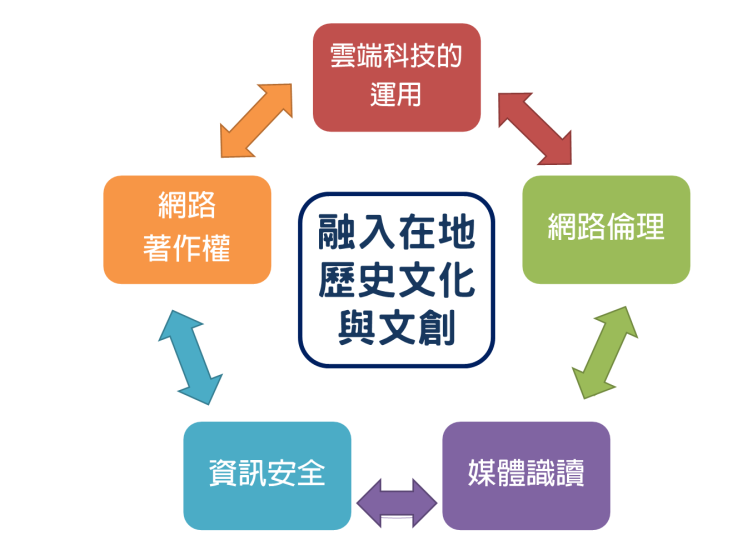 雲端科技的
運用
網路
著作權
網路倫理
融入在地
歷史文化
與文創
資訊安全
媒體識讀